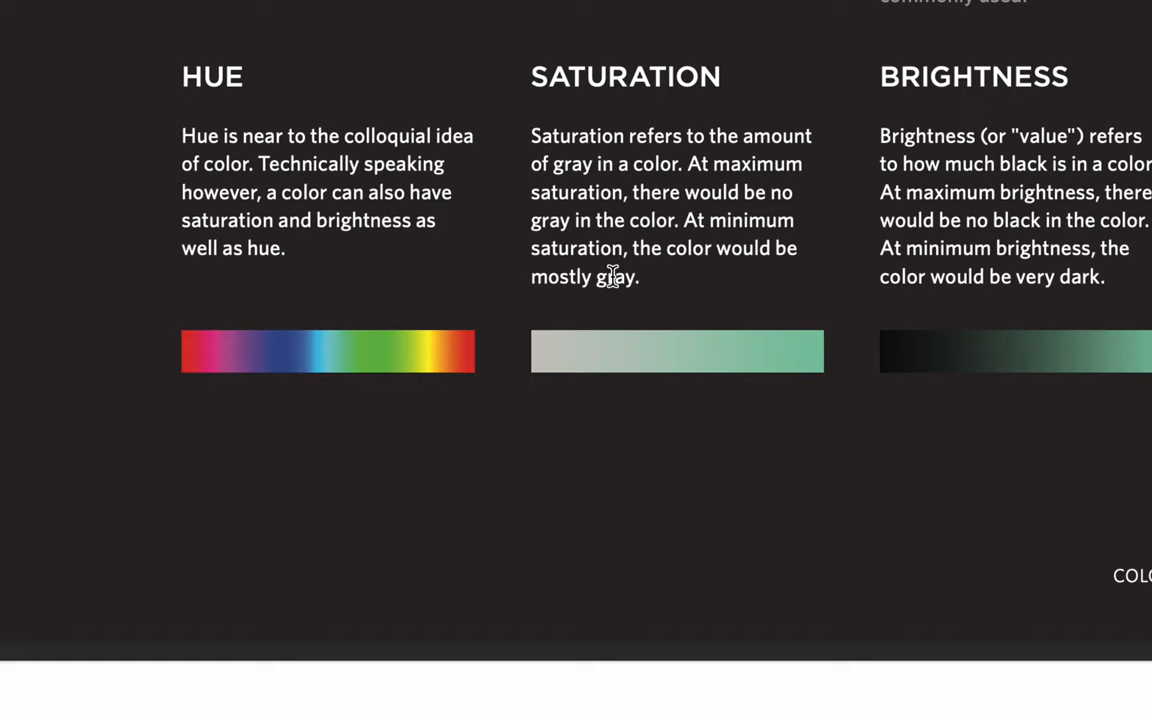 commonly used.
HUE
Hue is near to the colloquial idea
of color. Technically speaking
however, a color can also have
saturation and brightness as
well as hue.
SATURATION
Saturation refers to the amount
of gray in a color. At maximum
saturation, there would be no
gray in the color. At minimum
saturation, the color would be
mostly gray.
BRIGHTNESS
Brightness (or "value") refers
to how much black is in a color
At maximum brightness, there
would be no black in the color.
At minimum brightness, the
color would be very dark.
COLO